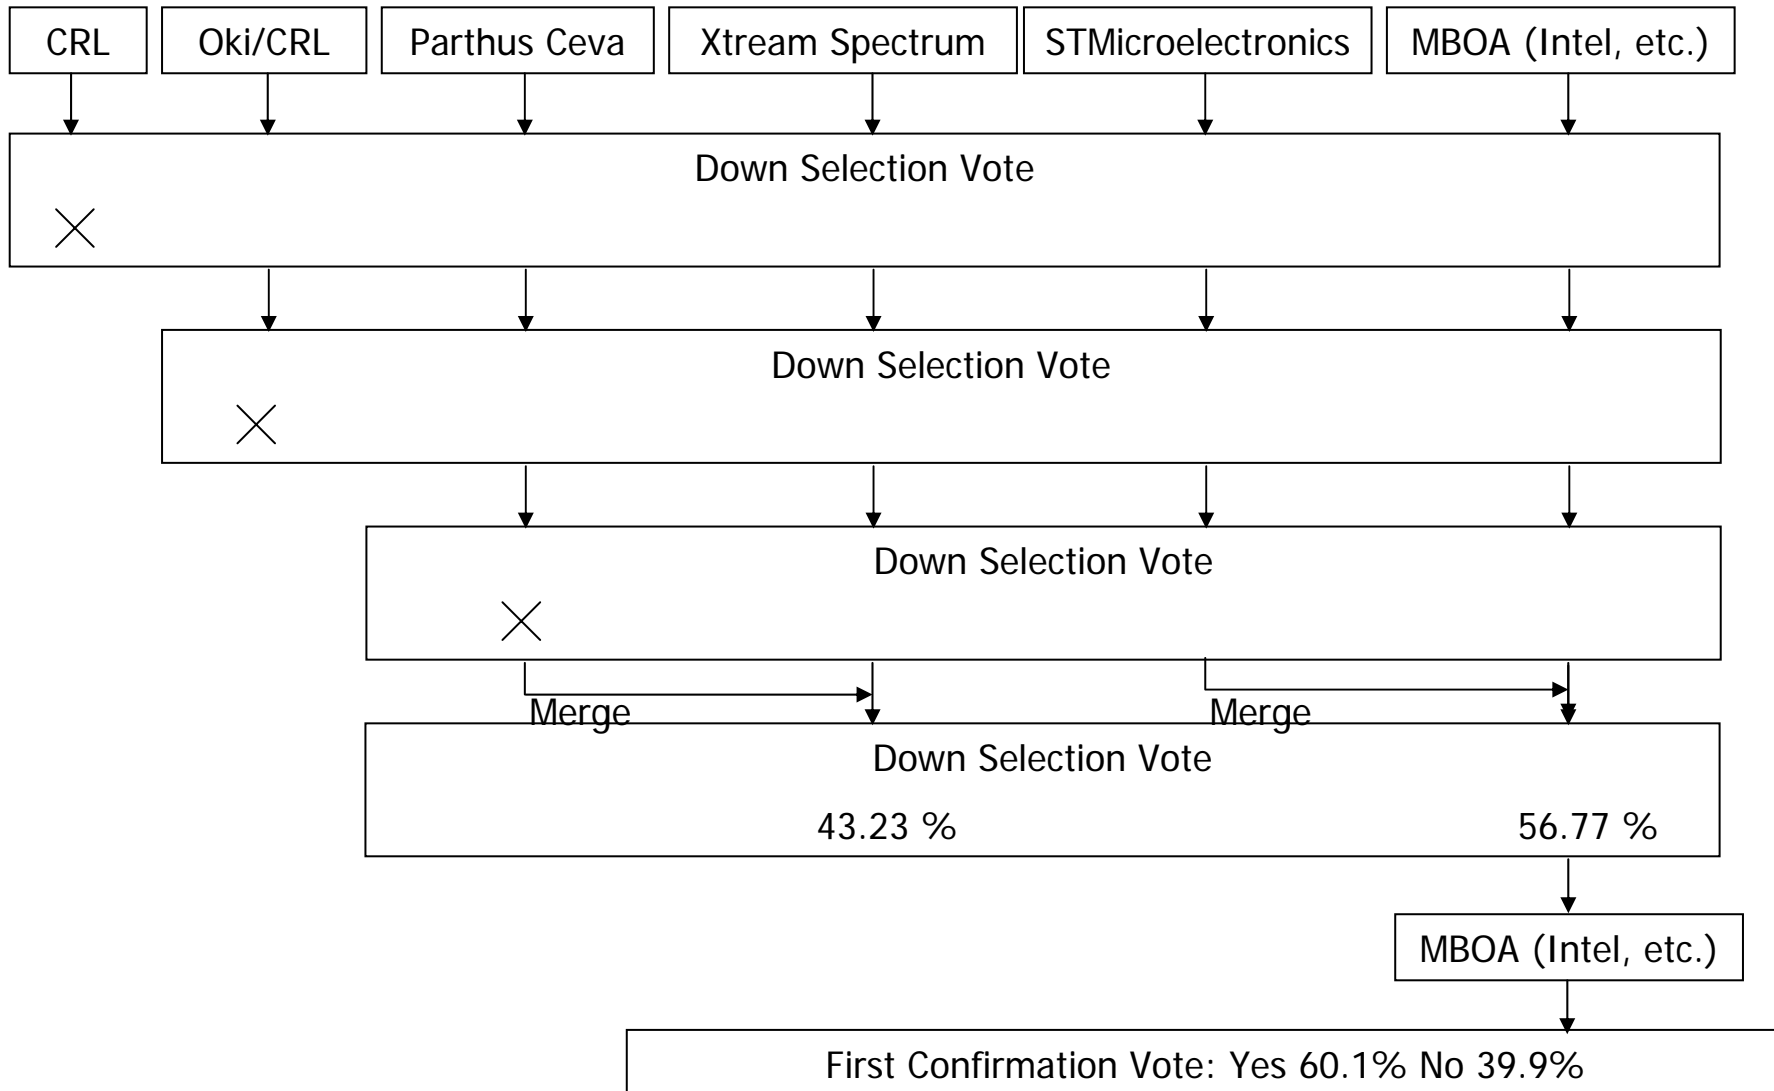 CRL
Oki/CRL
Parthus Ceva
Xtream Spectrum
STMicroelectronics
MBOA (Intel, etc.)
Down Selection Vote
Down Selection Vote
Down Selection Vote
Merge
Merge
Down Selection Vote
43.23 %
56.77 %
MBOA (Intel, etc.)
First Confirmation Vote: Yes 60.1% No 39.9%